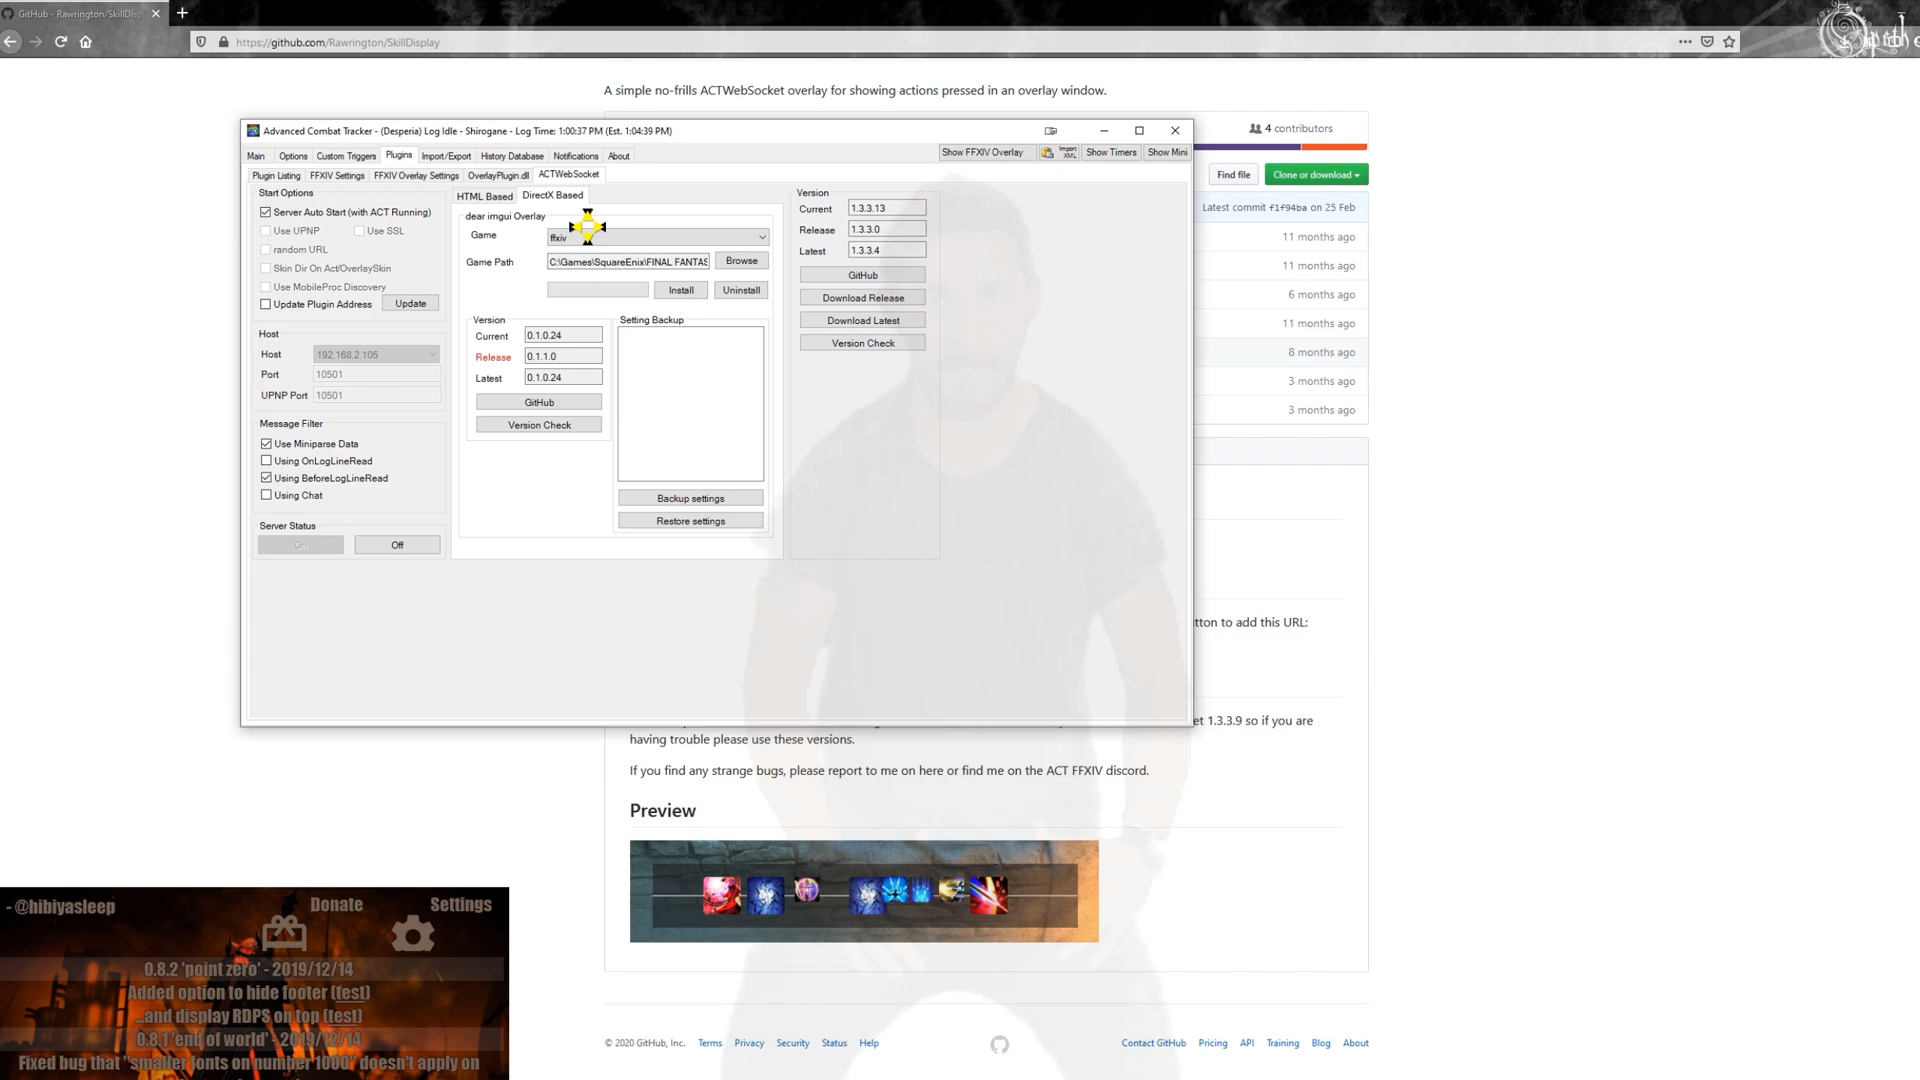 GitHub - Rawrington/SkillDisp
https://github.com/Rawrington/SkillDisplay
A simple no-frills ACTWebSocket overlay for showing actions pressed in an overlay window.
4 contributors
Find file
Clone or download
Latest commit f1f94ba on 25 Feb
11 months ago
11 months ago
6 months ago
11 months ago
8 months ago
3 months ago
3 months ago
Advanced Combat Tracker - (Desperia) Log Idle - Shirogane - Log Time: 1:00:37 PM (Est. 1:04:39 PM)
Main Options Custom Triggers Plugins Import/Export History Database Notifications About
Show FFXIV Overlay Import XML Show Timers Show Mini
Plugin Listing FFXIV Settings FFXIV Overlay Settings OverlayPlugin.dll ACTWebSocket
Start Options
Server Auto Start (with ACT Running)
Use UPNP Use SSL
random URL
Skin Dir On Act/OverlaySkin
Use MobileProc Discovery
Update Plugin Address Update
Host
Host 192.168.2.105
Port 10501
UPNP Port 10501
Message Filter
Use Miniparse Data
Using OnLogLineRead
Using BeforeLogLineRead
Using Chat
Server Status
On Off
HTML Based DirectX Based
dear imgui Overlay
Game ffxiv
Game Path C:\Games\SquareEnix\FINAL FANTAS Browse
Install Uninstall
Version
Current 0.1.0.24
Release 0.1.1.0
Latest 0.1.0.24
GitHub
Version Check
Setting Backup
Backup settings
Restore settings
Version
Current 1.3.3.13
Release 1.3.3.0
Latest 1.3.3.4
GitHub
Download Release
Download Latest
Version Check
tton to add this URL:
et 1.3.3.9 so if you are
having trouble please use these versions.
If you find any strange bugs, please report to me on here or find me on the ACT FFXIV discord.
Preview
- @hibiyasleep Donate Settings
0.8.2 'point zero' - 2019/12/14
Added option to hide footer (test)
...and display RDPS on top (test)
0.8.1 'end of world' - 2019/12/14
Fixed bug that "smaller fonts on number 1000" doesn't apply on
© 2020 GitHub, Inc. Terms Privacy Security Status Help
Contact GitHub Pricing API Training Blog About